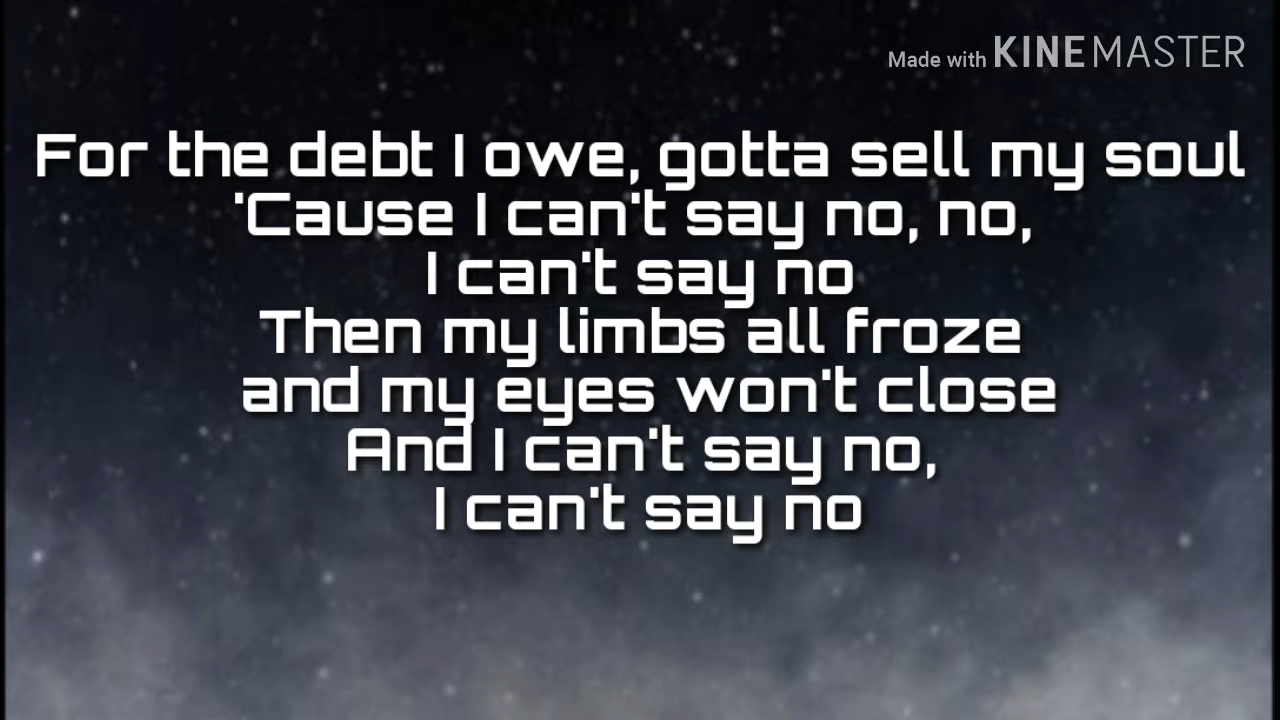 Made with KINEMASTER
For the debt I owe, gotta sell my soul
'Cause I can't say no, no,
I can't say no
Then my limbs all froze
and my eyes won't close
And I can't say no,
I can't say no